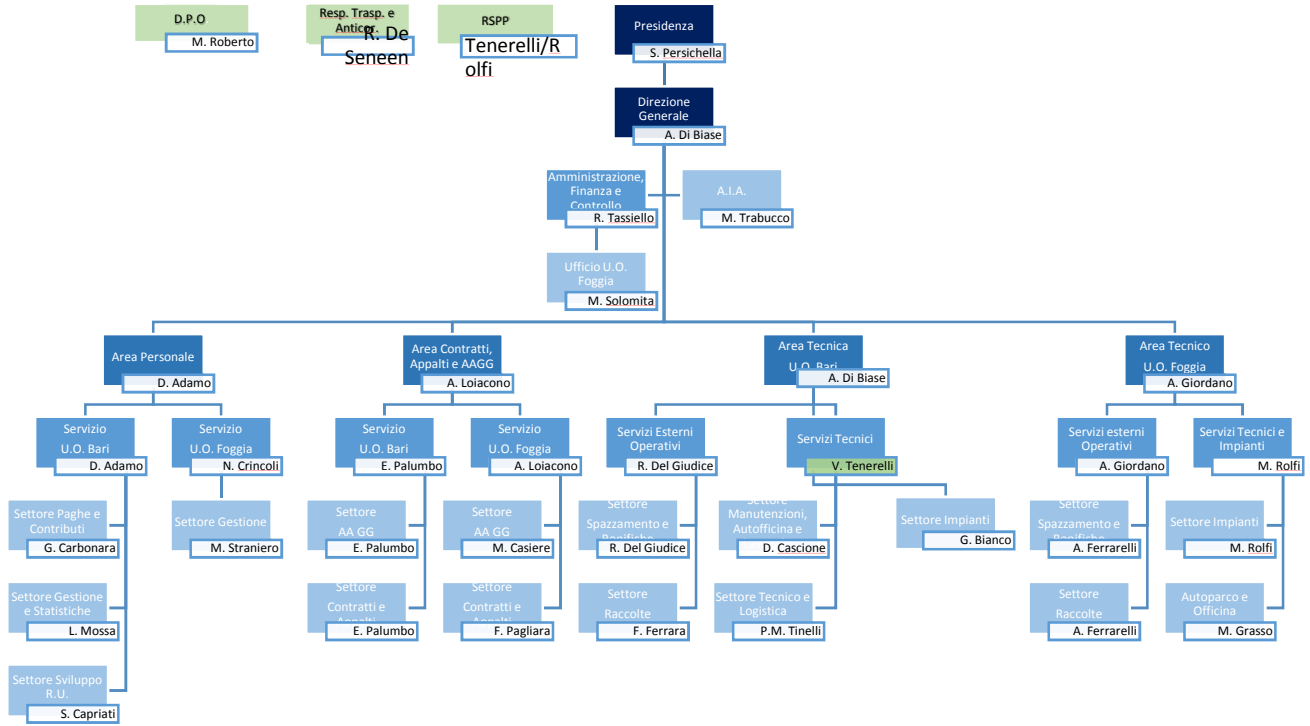 D.P.O
M. Roberto
Resp. Trasp. e
Anticor.
R. De
Seneen
RSPP
Tenerelli/R
olfi
Presidenza
S. Persichella
Direzione
Generale
A. Di Biase
Amministrazione,
Finanza e
Controllo
R. Tassiello
A.I.A.
M. Trabucco
Ufficio U.O.
Foggia
M. Solomita
Area Personale
D. Adamo
Area Contratti,
Appalti e AAGG
A. Loiacono
Area Tecnica
U.O. Bari
A. Di Biase
Area Tecnico
U.O. Foggia
A. Giordano
Servizio
U.O. Bari
D. Adamo
Servizio
U.O. Foggia
N. Crincoli
Servizio
U.O. Bari
E. Palumbo
Servizio
U.O. Foggia
A. Loiacono
Servizi Esterni
Operativi
R. Del Giudice
Servizi Tecnici
V. Tenerelli
Servizi esterni
Operativi
A. Giordano
Servizi Tecnici e
Impianti
M. Rolfi
Settore Paghe e
Contributi
G. Carbonara
Settore Gestione
M. Straniero
Settore
AA GG
E. Palumbo
Settore
AA GG
M. Casiere
Settore
Spazzamento e
Bonifiche
R. Del Giudice
Settore
Manutenzioni,
Autofficina e
D. Cascione
Settore Impianti
G. Bianco
Settore
Spazzamento e
Bonifiche
A. Ferrarelli
Settore Impianti
M. Rolfi
Settore Gestione
e Statistiche
L. Mossa
Settore
Contratti e
Appalti
E. Palumbo
Settore
Contratti e
Appalti
F. Pagliara
Settore
Raccolte
F. Ferrara
Settore Tecnico e
Logistica
P.M. Tinelli
Settore
Raccolte
A. Ferrarelli
Autoparco e
Officina
M. Grasso
Settore Sviluppo
R.U.
S. Capriati